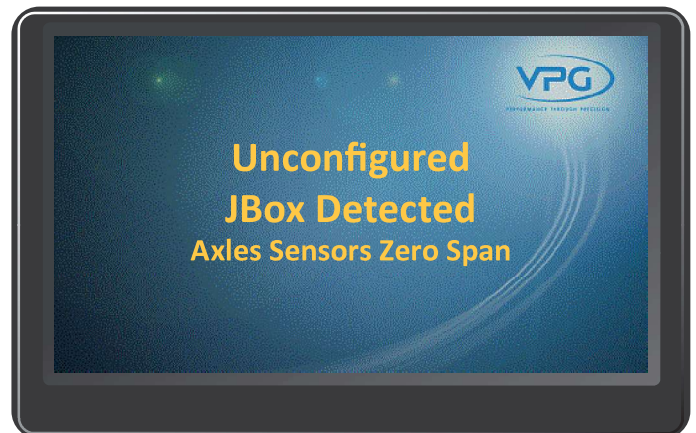 VPG
PERFORMANCE THROUGH PRECISION
Unconfigured
JBox Detected
Axles Sensors Zero Span